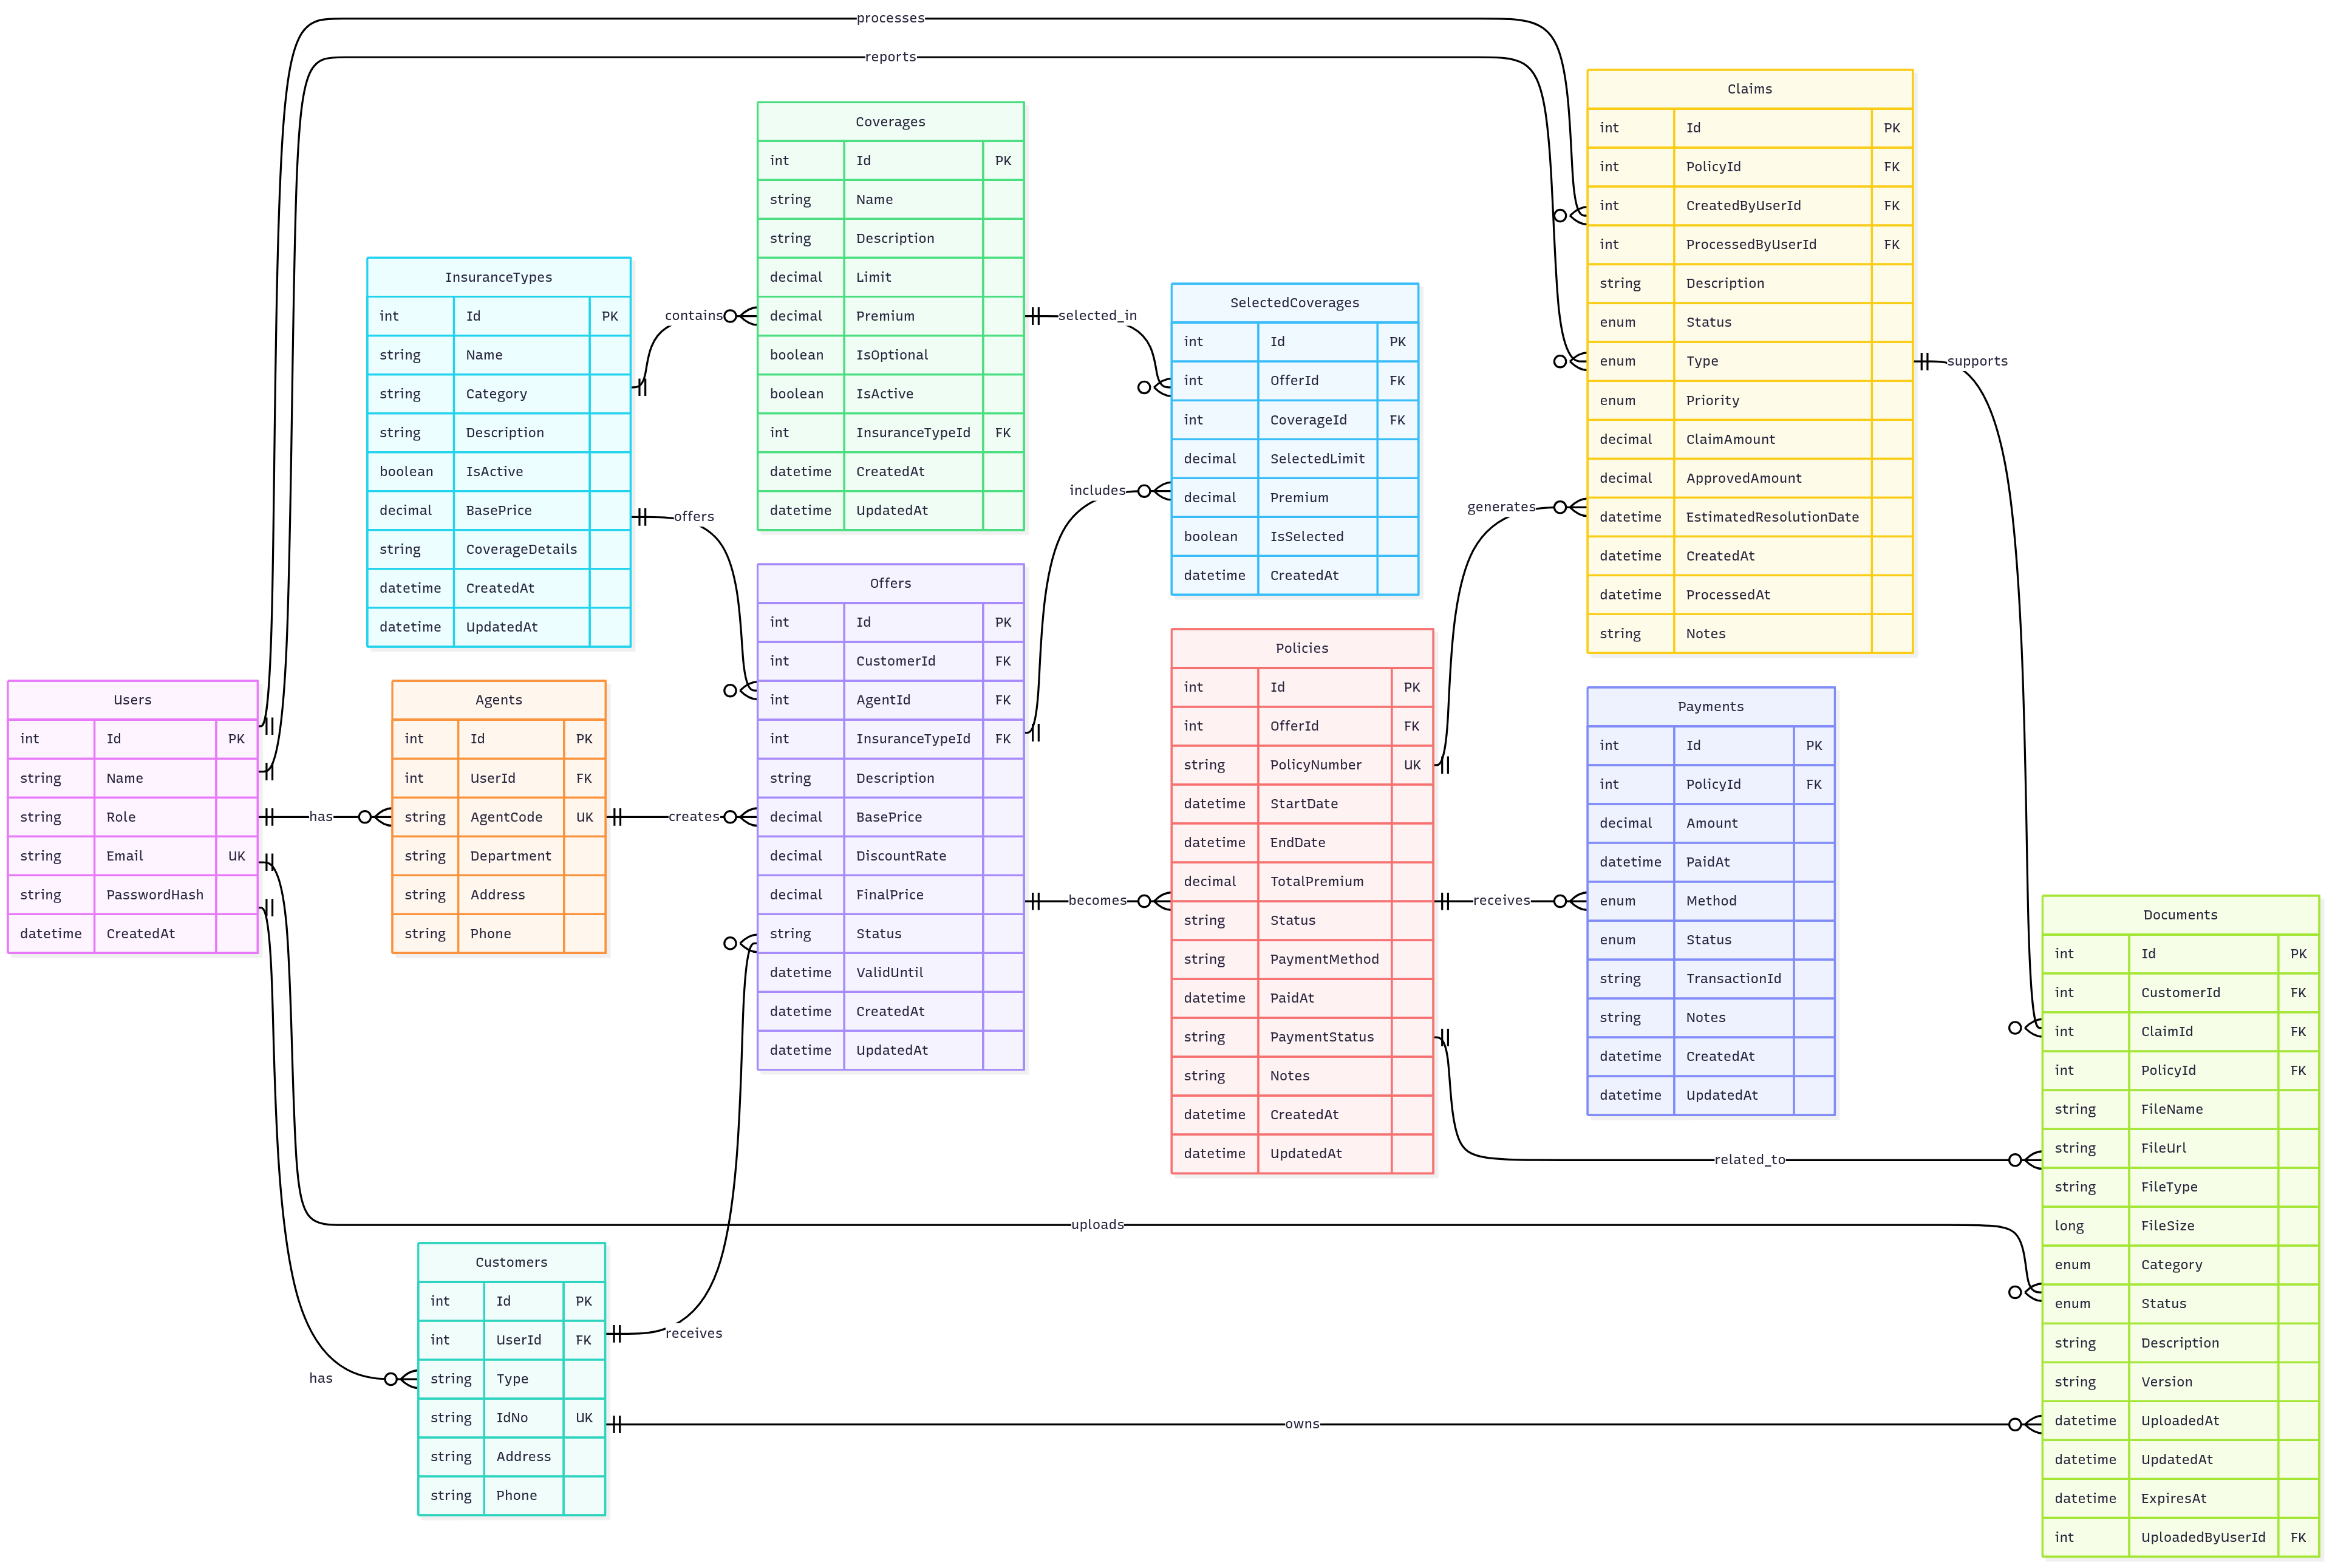 processes
reports
Claims
int Id PK
int PolicyId FK
int CreatedByUserId FK
int ProcessedByUserId FK
string Description
enum Status
enum Type
enum Priority
decimal ClaimAmount
decimal ApprovedAmount
datetime EstimatedResolutionDate
datetime CreatedAt
datetime ProcessedAt
string Notes
Coverages
int Id PK
string Name
string Description
decimal Limit
decimal Premium
boolean IsOptional
boolean IsActive
int InsuranceTypeId FK
datetime CreatedAt
datetime UpdatedAt
InsuranceTypes
int Id PK
string Name
string Category
string Description
boolean IsActive
decimal BasePrice
string CoverageDetails
datetime CreatedAt
datetime UpdatedAt
contains
selected_in
SelectedCoverages
int Id PK
int OfferId FK
int CoverageId FK
decimal SelectedLimit
decimal Premium
boolean IsSelected
datetime CreatedAt
supports
includes
generates
offers
Offers
int Id PK
int CustomerId FK
int AgentId FK
int InsuranceTypeId FK
string Description
decimal BasePrice
decimal DiscountRate
decimal FinalPrice
string Status
datetime ValidUntil
datetime CreatedAt
datetime UpdatedAt
Policies
int Id PK
int OfferId FK
string PolicyNumber UK
datetime StartDate
datetime EndDate
decimal TotalPremium
string Status
string PaymentMethod
datetime PaidAt
string PaymentStatus
string Notes
datetime CreatedAt
datetime UpdatedAt
Payments
int Id PK
int PolicyId FK
decimal Amount
datetime PaidAt
enum Method
enum Status
string TransactionId
string Notes
datetime CreatedAt
datetime UpdatedAt
Users
int Id PK
string Name
string Role
string Email UK
string PasswordHash
datetime CreatedAt
has
Agents
int Id PK
int UserId FK
string AgentCode UK
string Department
string Address
string Phone
creates
becomes
receives
Documents
int Id PK
int CustomerId FK
int ClaimId FK
int PolicyId FK
string FileName
string FileUrl
string FileType
long FileSize
enum Category
enum Status
string Description
string Version
datetime UploadedAt
datetime UpdatedAt
datetime ExpiresAt
int UploadedByUserId FK
related_to
uploads
Customers
int Id PK
int UserId FK
string Type
string IdNo UK
string Address
string Phone
receives
has
owns